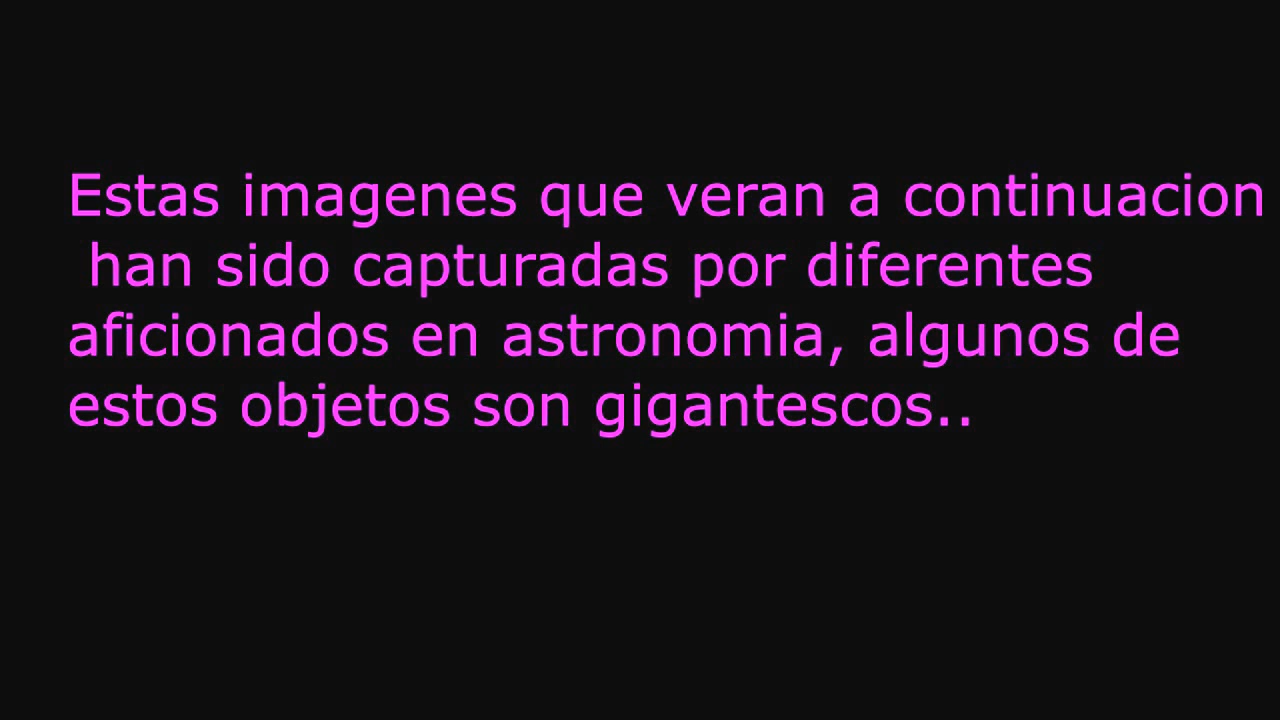 Estas imagenes que veran a continuacion
han sido capturadas por diferentes
aficionados en astronomia, algunos de
estos objetos son gigantescos..